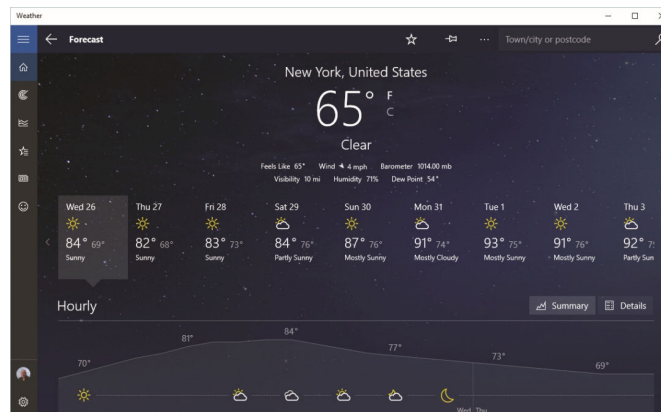 Weather
Forecast
Town/city or postcode
New York, United States
65° F
C
Clear
Feels Like 65° Wind 4 mph Barometer 1014.00 mb
Visibility 10 mi Humidity 71% Dew Point 54°
Wed 26 Thu 27 Fri 28 Sat 29 Sun 30 Mon 31 Tue 1 Wed 2 Thu 3
84° 69° 82° 68° 83° 73° 84° 76° 87° 76° 91° 74° 93° 75° 91° 76° 92° 7
Sunny Sunny Sunny Partly Sunny Mostly Sunny Mostly Cloudy Mostly Sunny Mostly Sunny Partly Sun
Hourly Summary Details
70° 81° 84° 77° 73° 69°
Wed Thu